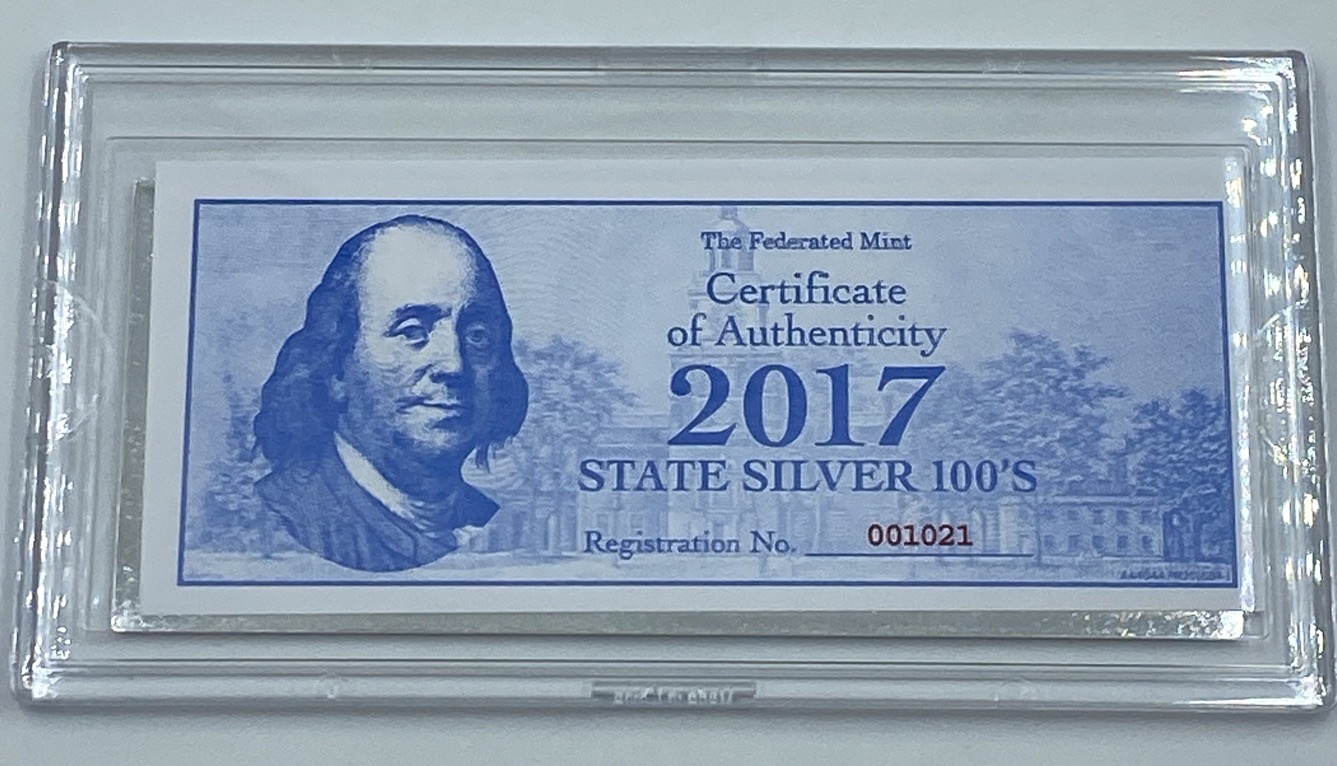 The Federated Mint
Certificate
of Authenticity
2017
STATE SILVER 100'S
Registration No. 001021